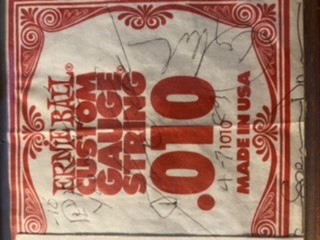 ERNIE BALL®
CUSTOM
GAUGE
STRING®
.010
1010
MADE IN USA